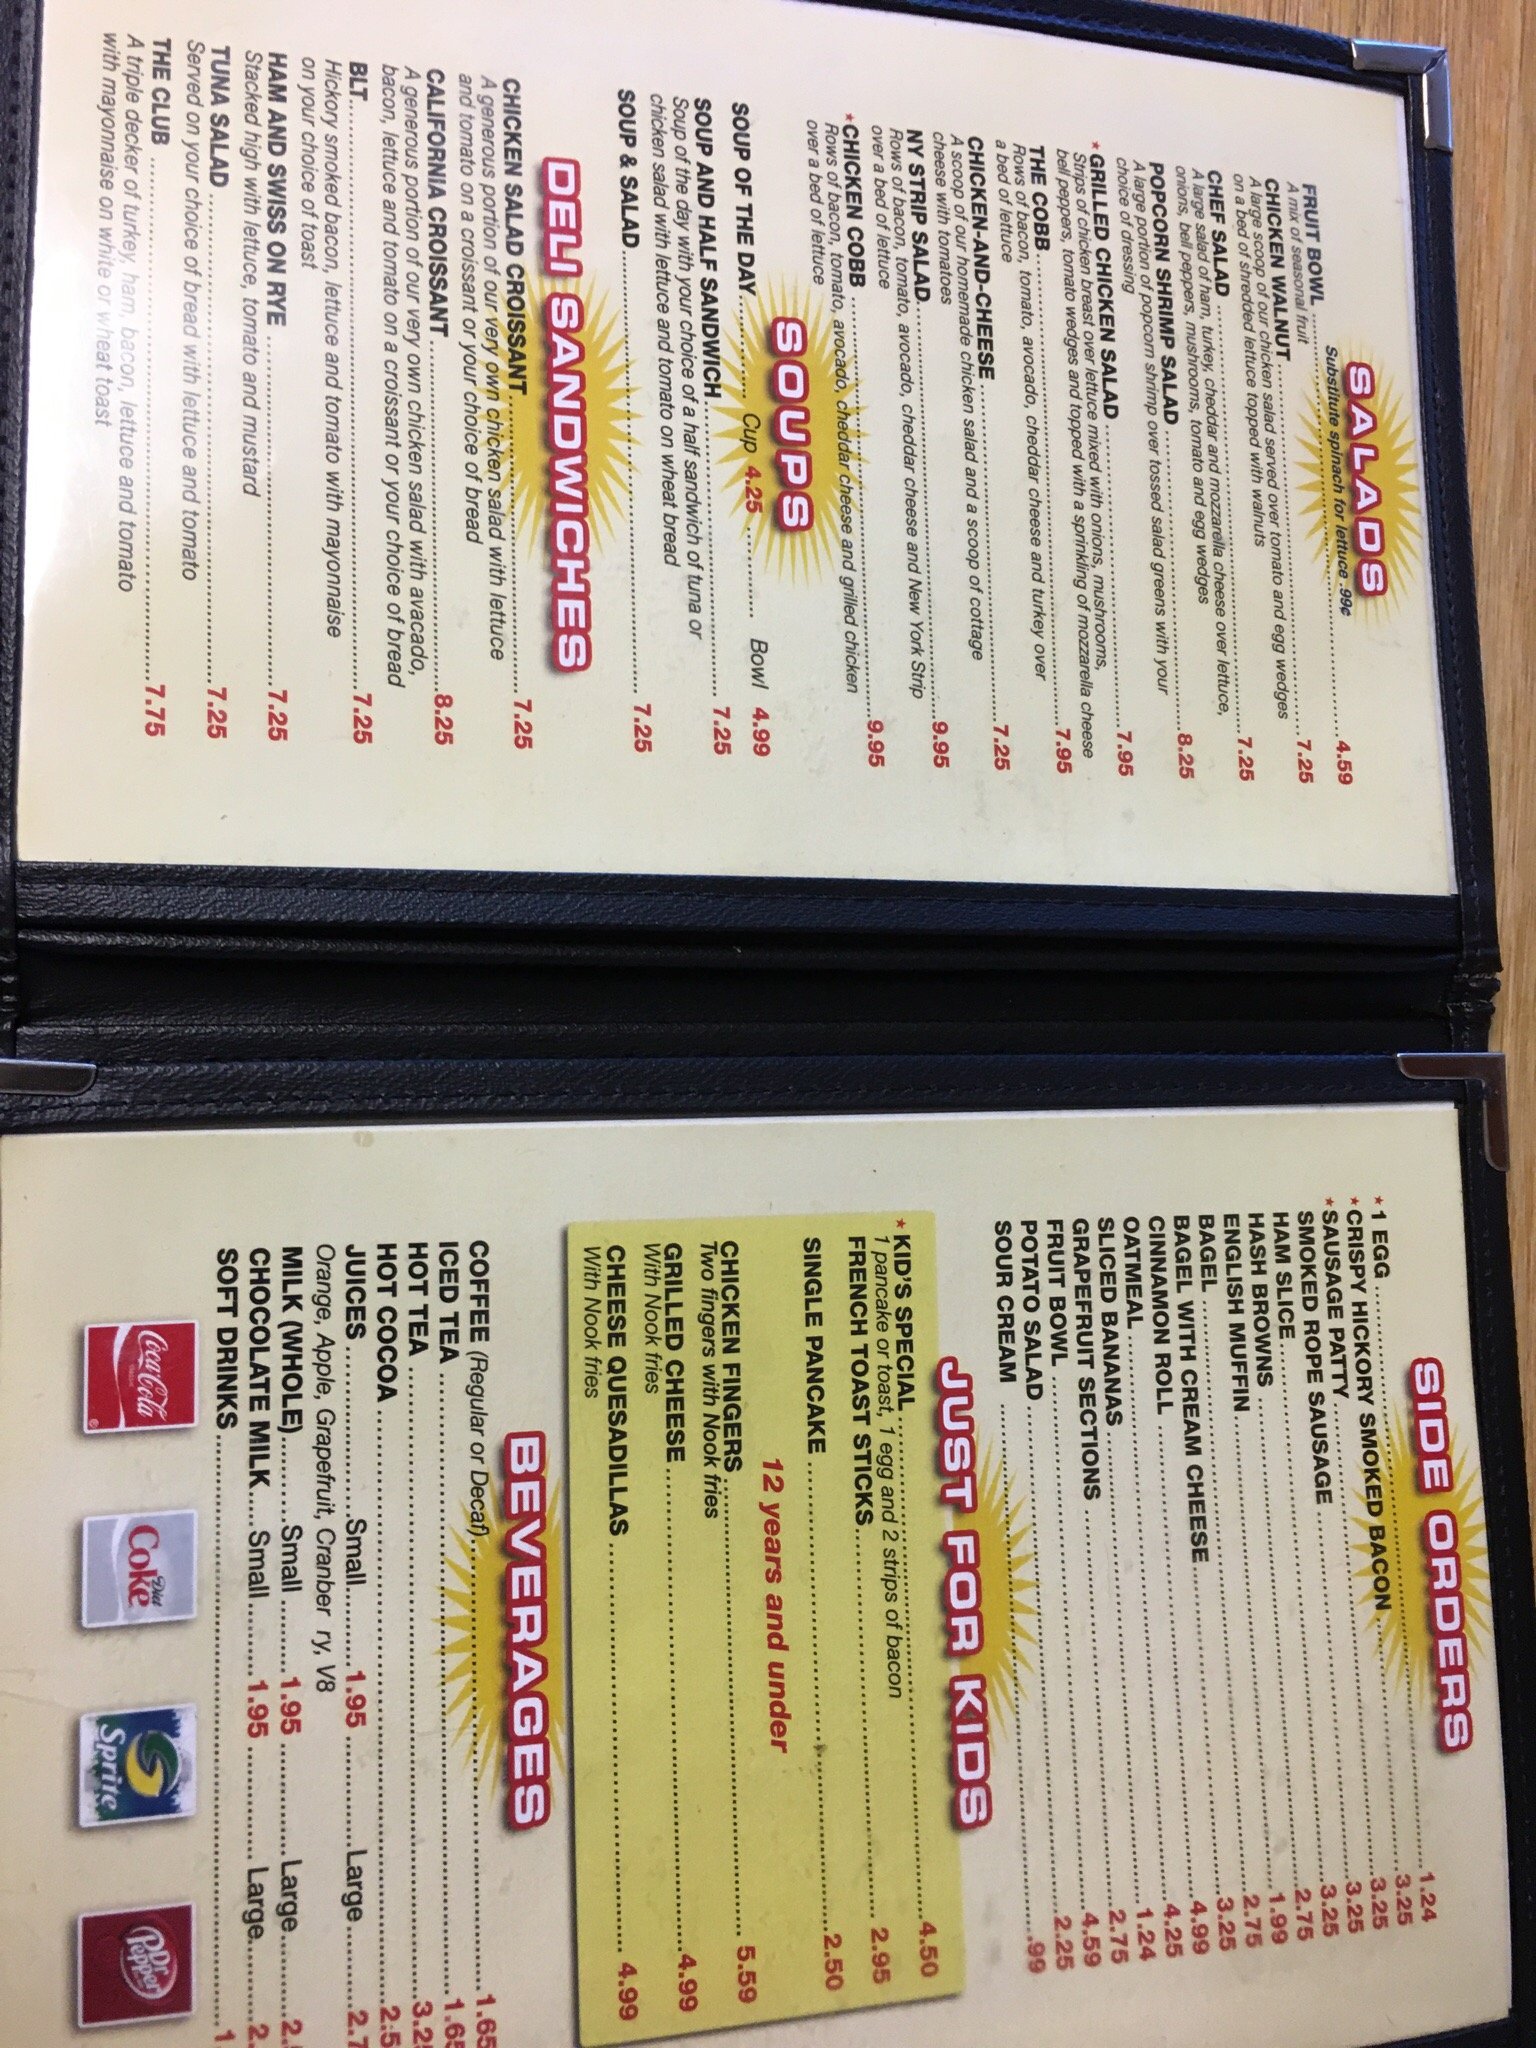 SALADS
Substitute spinach for lettuce .99¢
FRUIT BOWL 4.59
A mix of seasonal fruit
CHICKEN WALNUT 7.25
A large scoop of our chicken salad served over tomato and egg wedges
on a bed of shredded lettuce topped with walnuts
CHEF SALAD 7.25
A large salad of ham, turkey, cheddar and mozzarella cheese over lettuce,
onions, bell peppers, mushrooms, tomato and egg wedges
POPCORN SHRIMP SALAD 8.25
A large portion of popcorn shrimp over tossed salad greens with your
choice of dressing
*GRILLED CHICKEN SALAD 7.95
Strips of chicken breast over lettuce mixed with onions, mushrooms,
bell peppers, tomato wedges and topped with a sprinkling of mozzarella cheese
THE COBB 7.95
Rows of bacon, tomato, avocado, cheddar cheese and turkey over
a bed of lettuce
CHICKEN-AND-CHEESE 7.25
A scoop of our homemade chicken salad and a scoop of cottage
cheese with tomatoes
NY STRIP SALAD 9.95
Rows of bacon, tomato, avocado, cheddar cheese and New York Strip
over a bed of lettuce
*CHICKEN COBB 9.95
Rows of bacon, tomato, avocado, cheddar cheese and grilled chicken
over a bed of lettuce
SOUPS
SOUP OF THE DAY Cup 4.25 Bowl 4.99
SOUP AND HALF SANDWICH 7.25
Soup of the day with your choice of a half sandwich of tuna or
chicken salad with lettuce and tomato on wheat bread
SOUP & SALAD 7.25
DELI SANDWICHES
CHICKEN SALAD CROISSANT 7.25
A generous portion of our very own chicken salad with lettuce
and tomato on a croissant or your choice of bread
CALIFORNIA CROISSANT 8.25
A generous portion of our very own chicken salad with avacado,
bacon, lettuce and tomato on a croissant or your choice of bread
BLT 7.25
Hickory smoked bacon, lettuce and tomato with mayonnaise
on your choice of toast
HAM AND SWISS ON RYE 7.25
Stacked high with lettuce, tomato and mustard
TUNA SALAD 7.25
Served on your choice of bread with lettuce and tomato
THE CLUB 7.75
A triple decker of turkey, ham, bacon, lettuce and tomato
with mayonnaise on white or wheat toast
SIDE ORDERS
*1 EGG 1.24
*CRISPY HICKORY SMOKED BACON 3.25
*SAUSAGE PATTY 3.25
SMOKED ROPE SAUSAGE 3.25
HAM SLICE 3.25
HASH BROWNS 2.75
ENGLISH MUFFIN 1.99
BAGEL 2.75
BAGEL WITH CREAM CHEESE 3.25
CINNAMON ROLL 4.99
OATMEAL 4.25
SLICED BANANAS 1.24
GRAPEFRUIT SECTIONS 2.75
FRUIT BOWL 4.59
POTATO SALAD 2.25
SOUR CREAM .99
JUST FOR KIDS
*KID'S SPECIAL 4.50
1 pancake or toast, 1 egg and 2 strips of bacon
FRENCH TOAST STICKS 2.95
SINGLE PANCAKE 2.50
12 years and under
CHICKEN FINGERS 5.59
Two fingers with Nook fries
GRILLED CHEESE 4.99
With Nook fries
CHEESE QUESADILLAS 4.99
With Nook fries
BEVERAGES
COFFEE (Regular or Decaf) 1.65
ICED TEA 1.65
HOT TEA
HOT COCOA
JUICES Small 1.95 Large
Orange, Apple, Grapefruit, Cranber ry, V8
MILK (WHOLE) Small 1.95 Large
CHOCOLATE MILK Small 1.95 Large
SOFT DRINKS
Coca-Cola
Diet Coke
Sprite
Dr Pepper